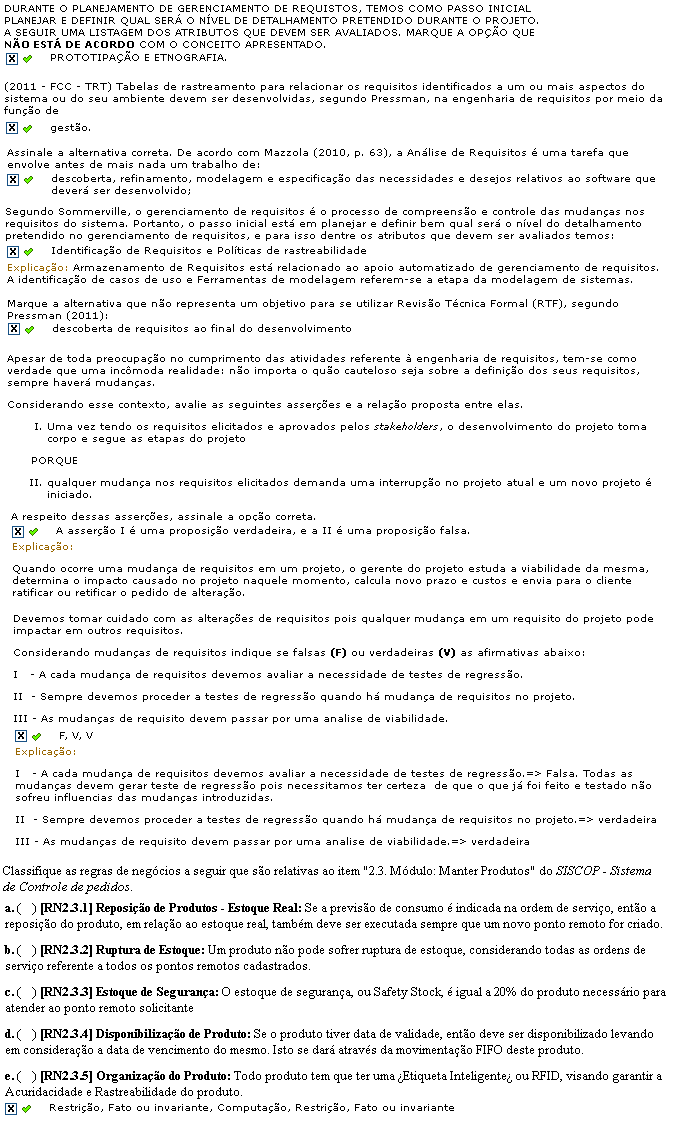 DURANTE O PLANEJAMENTO DE GERENCIAMENTO DE REQUISTOS, TEMOS COMO PASSO INICIAL
PLANEJAR E DEFINIR QUAL SERÁ O NÍVEL DE DETALHAMENTO PRETENDIDO DURANTE O PROJETO.
A SEGUIR UMA LISTAGEM DOS ATRIBUTOS QUE DEVEM SER AVALIADOS. MARQUE A OPÇÃO QUE
NÃO ESTÁ DE ACORDO COM O CONCEITO APRESENTADO.
PROTOTIPAÇÃO E ETNOGRAFIA.
(2011 - FCC - TRT) Tabelas de rastreamento para relacionar os requisitos identificados a um ou mais aspectos do
sistema ou do seu ambiente devem ser desenvolvidas, segundo Pressman, na engenharia de requisitos por meio da
função de
gestão.
Assinale a alternativa correta. De acordo com Mazzola (2010, p. 63), a Análise de Requisitos é uma tarefa que
envolve antes de mais nada um trabalho de:
descoberta, refinamento, modelagem e especificação das necessidades e desejos relativos ao software que
deverá ser desenvolvido;
Segundo Sommerville, o gerenciamento de requisitos é o processo de compreensão e controle das mudanças nos
requisitos do sistema. Portanto, o passo inicial está em planejar e definir bem qual será o nível do detalhamento
pretendido no gerenciamento de requisitos, e para isso dentre os atributos que devem ser avaliados temos:
Identificação de Requisitos e Políticas de rastreabilidade
Explicação: Armazenamento de Requisitos está relacionado ao apoio automatizado de gerenciamento de requisitos.
A identificação de casos de uso e Ferramentas de modelagem referem-se a etapa da modelagem de sistemas.
Marque a alternativa que não representa um objetivo para se utilizar Revisão Técnica Formal (RTF), segundo
Pressman (2011):
descoberta de requisitos ao final do desenvolvimento
Apesar de toda preocupação no cumprimento das atividades referente à engenharia de requisitos, tem-se como
verdade que uma incômoda realidade: não importa o quão cauteloso seja sobre a definição dos seus requisitos,
sempre haverá mudanças.
Considerando esse contexto, avalie as seguintes asserções e a relação proposta entre elas.
I. Uma vez tendo os requisitos elicitados e aprovados pelos stakeholders, o desenvolvimento do projeto toma
corpo e segue as etapas do projeto
PORQUE
II. qualquer mudança nos requisitos elicitados demanda uma interrupção no projeto atual e um novo projeto é
iniciado.
A respeito dessas asserções, assinale a opção correta.
A asserção I é uma proposição verdadeira, e a II é uma proposição falsa.
Explicação:
Quando ocorre uma mudança de requisitos em um projeto, o gerente do projeto estuda a viabilidade da mesma,
determina o impacto causado no projeto naquele momento, calcula novo prazo e custos e envia para o cliente
ratificar ou retificar o pedido de alteração.
Devemos tomar cuidado com as alterações de requisitos pois qualquer mudança em um requisito do projeto pode
impactar em outros requisitos.
Considerando mudanças de requisitos indique se falsas (F) ou verdadeiras (V) as afirmativas abaixo:
I - A cada mudança de requisitos devemos avaliar a necessidade de testes de regressão.
II - Sempre devemos proceder a testes de regressão quando há mudança de requisitos no projeto.
III - As mudanças de requisito devem passar por uma analise de viabilidade.
F, V, V
Explicação:
I - A cada mudança de requisitos devemos avaliar a necessidade de testes de regressão.=> Falsa. Todas as
mudanças devem gerar teste de regressão pois necessitamos ter certeza de que o que já foi feito e testado não
sofreu influencias das mudanças introduzidas.
II - Sempre devemos proceder a testes de regressão quando há mudança de requisitos no projeto.=> verdadeira
III - As mudanças de requisito devem passar por uma analise de viabilidade.=> verdadeira
Classifique as regras de negócios a seguir que são relativas ao item "2.3. Módulo: Manter Produtos" do SISCOP - Sistema
de Controle de pedidos.
a. ( ) [RN2.3.1] Reposição de Produtos - Estoque Real: Se a previsão de consumo é indicada na ordem de serviço, então a
reposição do produto, em relação ao estoque real, também deve ser executada sempre que um novo ponto remoto for criado.
b. ( ) [RN2.3.2] Ruptura de Estoque: Um produto não pode sofrer ruptura de estoque, considerando todas as ordens de
serviço referente a todos os pontos remotos cadastrados.
c. ( ) [RN2.3.3] Estoque de Segurança: O estoque de segurança, ou Safety Stock, é igual a 20% do produto necessário para
atender ao ponto remoto solicitante
d. ( ) [RN2.3.4] Disponibilização de Produto: Se o produto tiver data de validade, então deve ser disponibilizado levando
em consideração a data de vencimento do mesmo. Isto se dará através da movimentação FIFO deste produto.
e. ( ) [RN2.3.5] Organização do Produto: Todo produto tem que ter uma ¿Etiqueta Inteligente¿ ou RFID, visando garantir a
Acuridacidade e Rastreabilidade do produto.
Restrição, Fato ou invariante, Computação, Restrição, Fato ou invariante